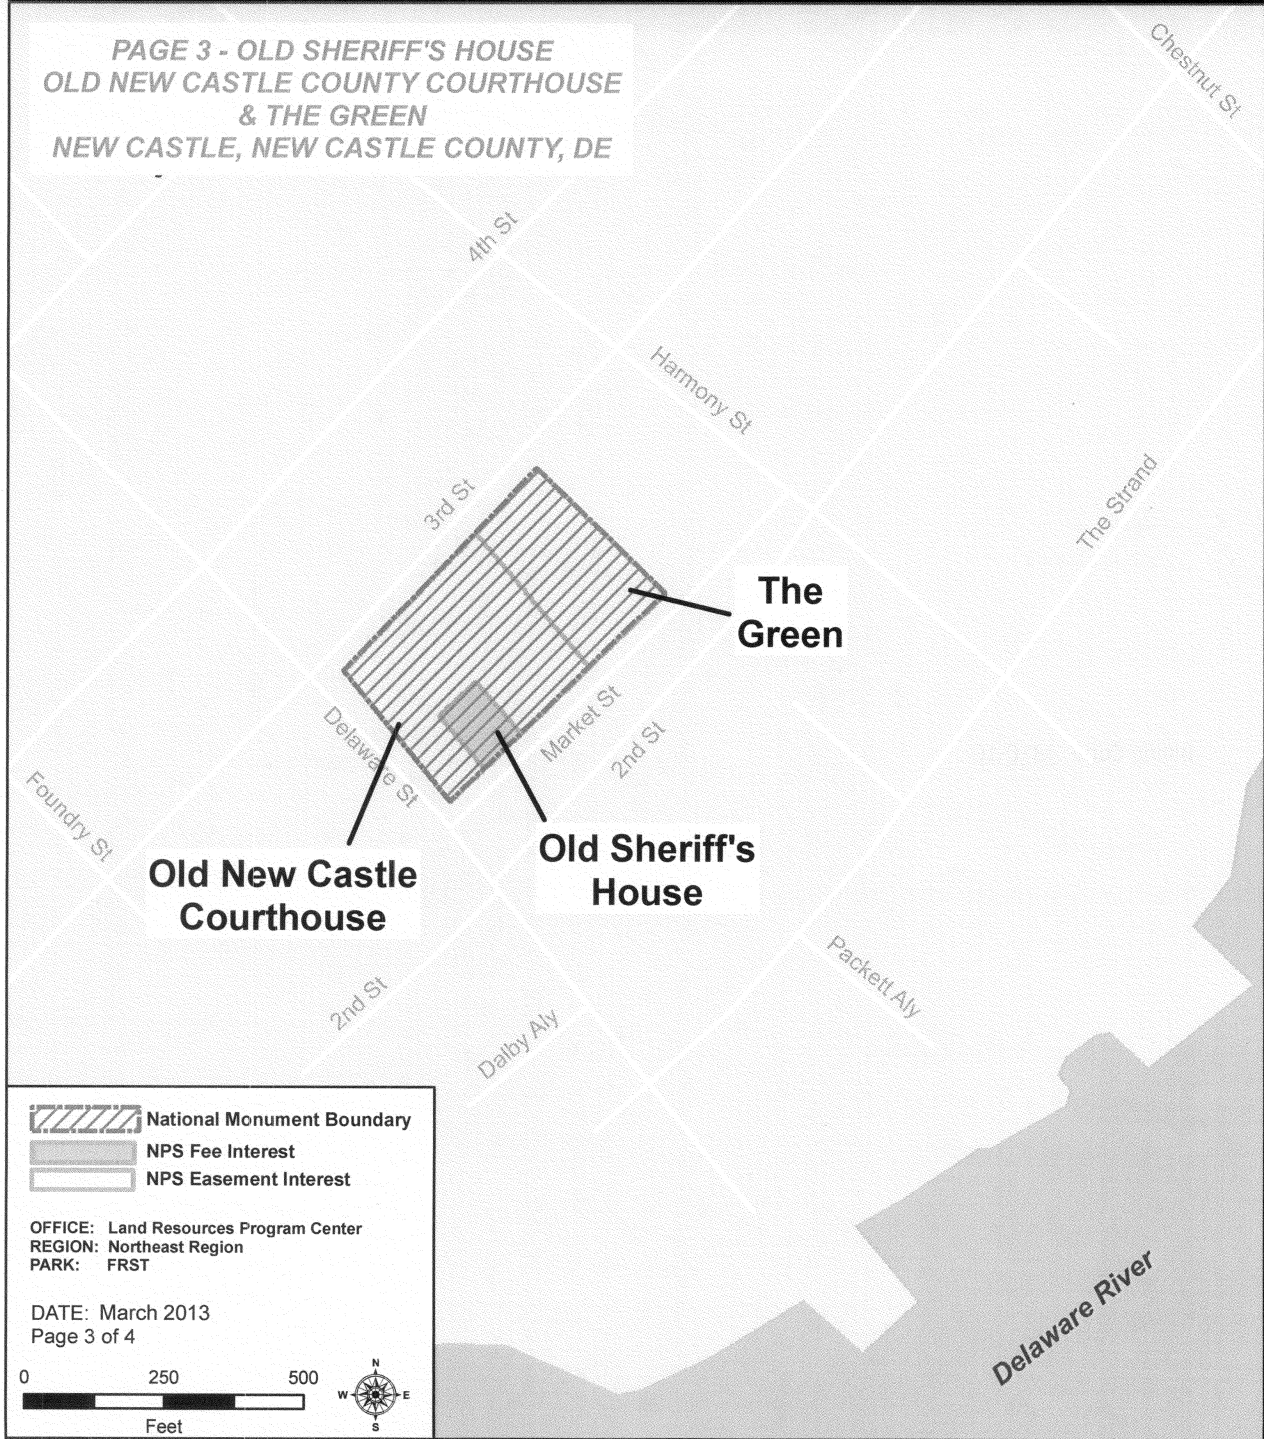 PAGE 3 - OLD SHERIFF'S HOUSE
OLD NEW CASTLE COUNTY COURTHOUSE
& THE GREEN
NEW CASTLE, NEW CASTLE COUNTY, DE
Chestnut St
4th St
Harmony St
3rd St
The Strand
The
Green
Delaware St
Market St
2nd St
Foundry St
Old New Castle
Courthouse
Old Sheriff's
House
2nd St
Dalby Aly
Packett Aly
Delaware River
National Monument Boundary
NPS Fee Interest
NPS Easement Interest
OFFICE: Land Resources Program Center
REGION: Northeast Region
PARK: FRST
DATE: March 2013
Page 3 of 4
0 250 500
Feet
N
W E
S